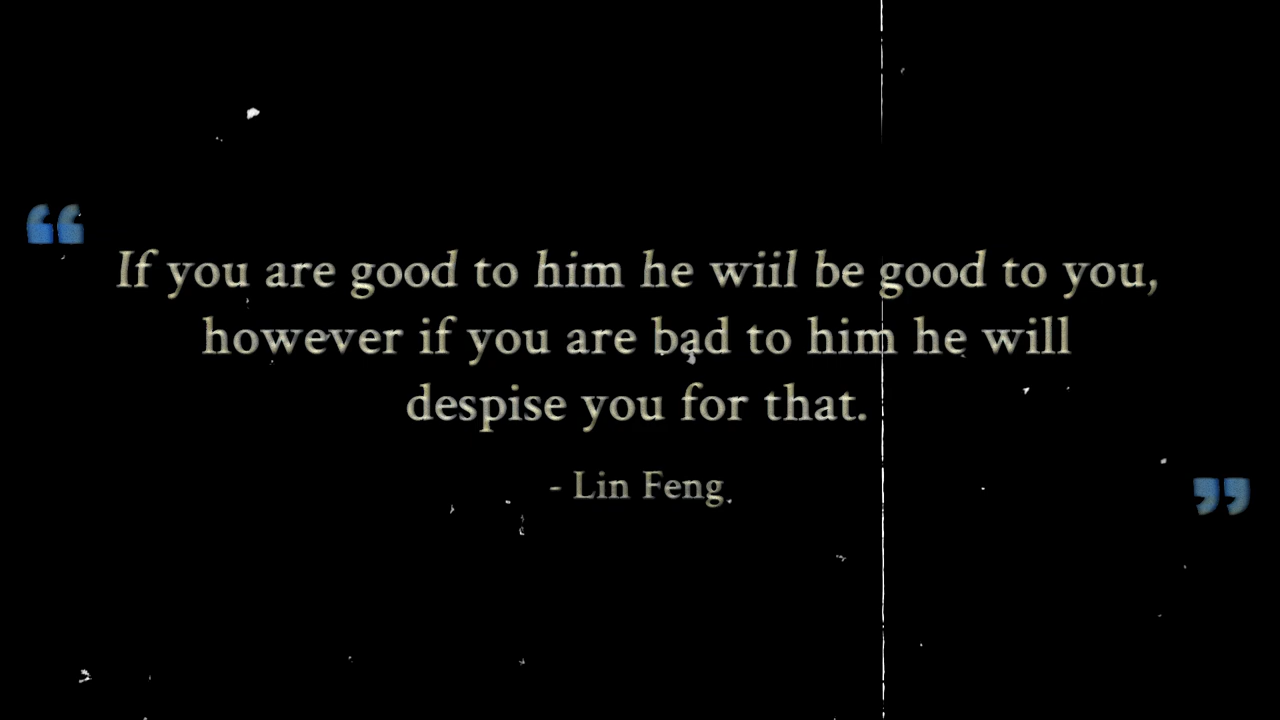 “ If you are good to him he wiil be good to you,
however if you are bad to him he will
despise you for that. ”
- Lin Feng